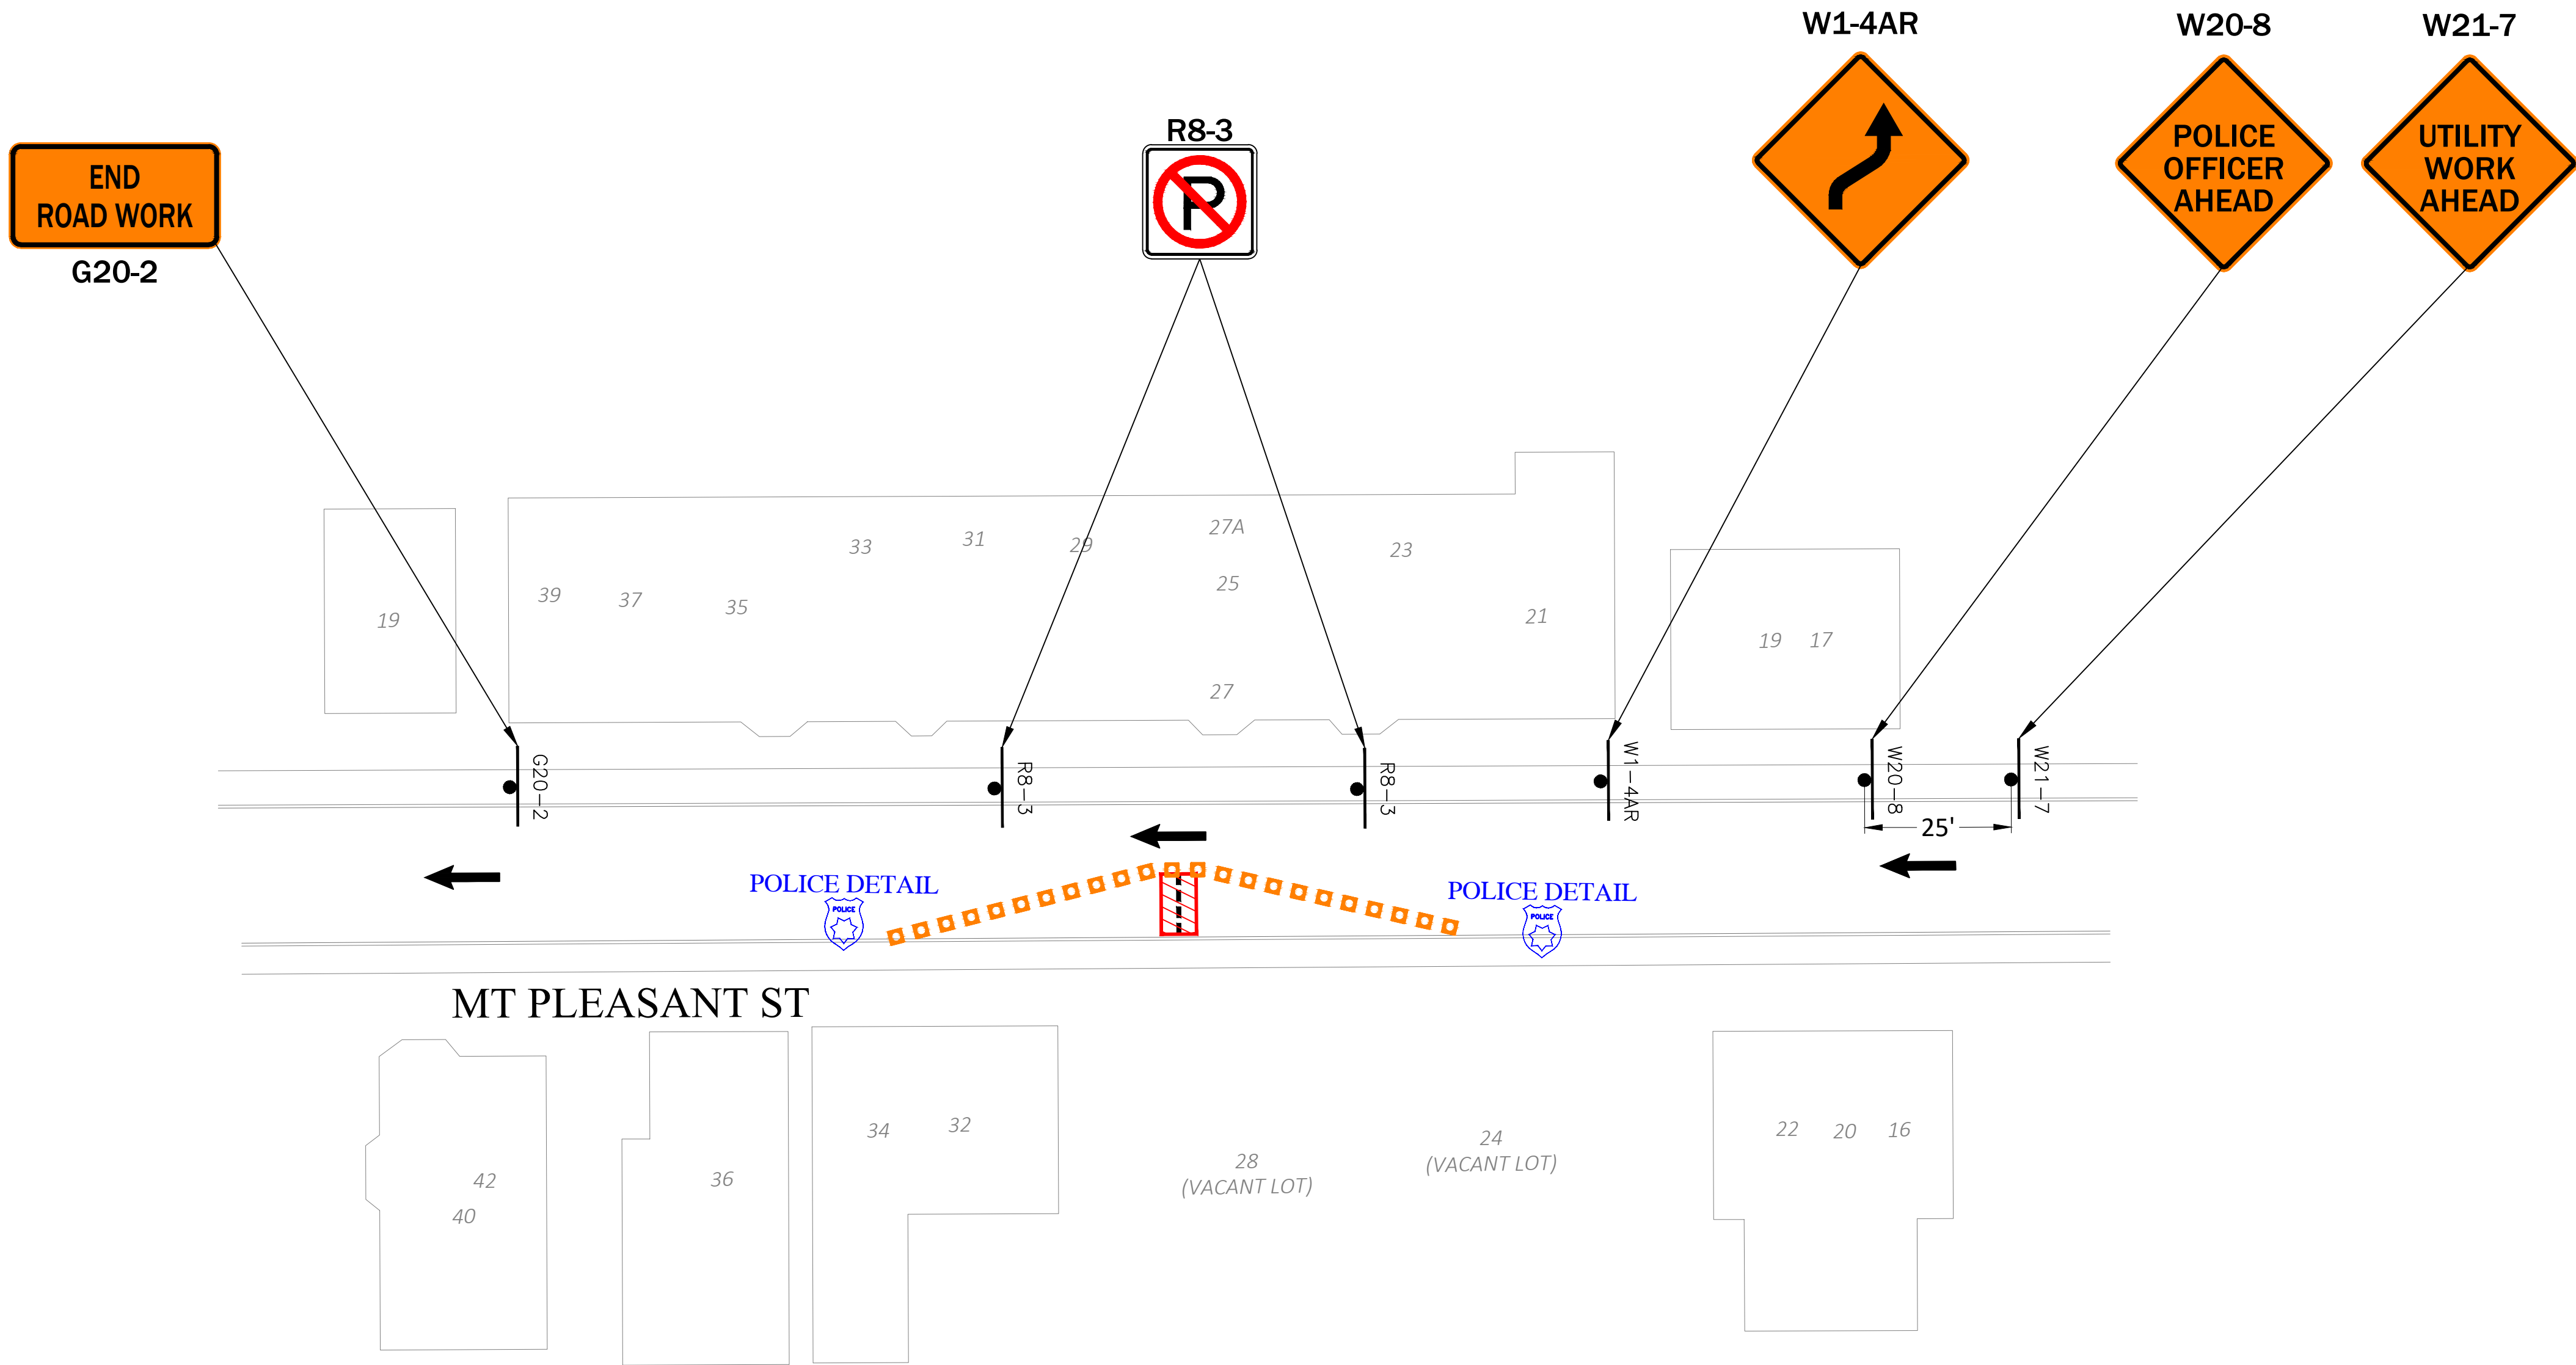 W1-4AR
W20-8
W21-7
R8-3
END
ROAD WORK
G20-2
P
POLICE
OFFICER
AHEAD
UTILITY
WORK
AHEAD
19
39
37
35
33
31
29
27A
25
27
23
21
19
17
G20-2
R8-3
R8-3
W1-4AR
W20-8
W21-7
25'
POLICE DETAIL
POLICE
POLICE DETAIL
POLICE
MT PLEASANT ST
42
40
36
34
32
28
(VACANT LOT)
24
(VACANT LOT)
22
20
16